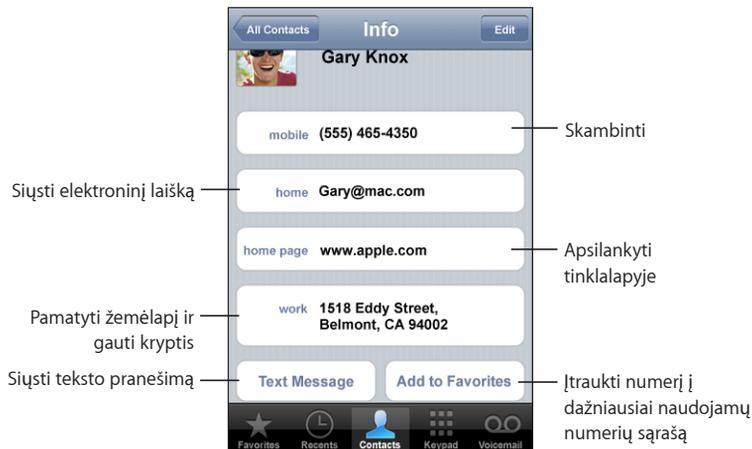 All Contacts
Info
Edit
Gary Knox
mobile (555) 465-4350
Skambinti
Siųsti elektroninį laišką
home Gary@mac.com
home page www.apple.com
Apsilankyti
tinklalapyje
Pamatyti žemėlapį ir
gauti kryptis
work 1518 Eddy Street,
Belmont, CA 94002
Siųsti teksto pranešimą
Text Message
Add to Favorites
Įtraukti numerį į
dažniausiai naudojamų
numerių sąrašą
Favorites
Recents
Contacts
Keypad
Voicemail